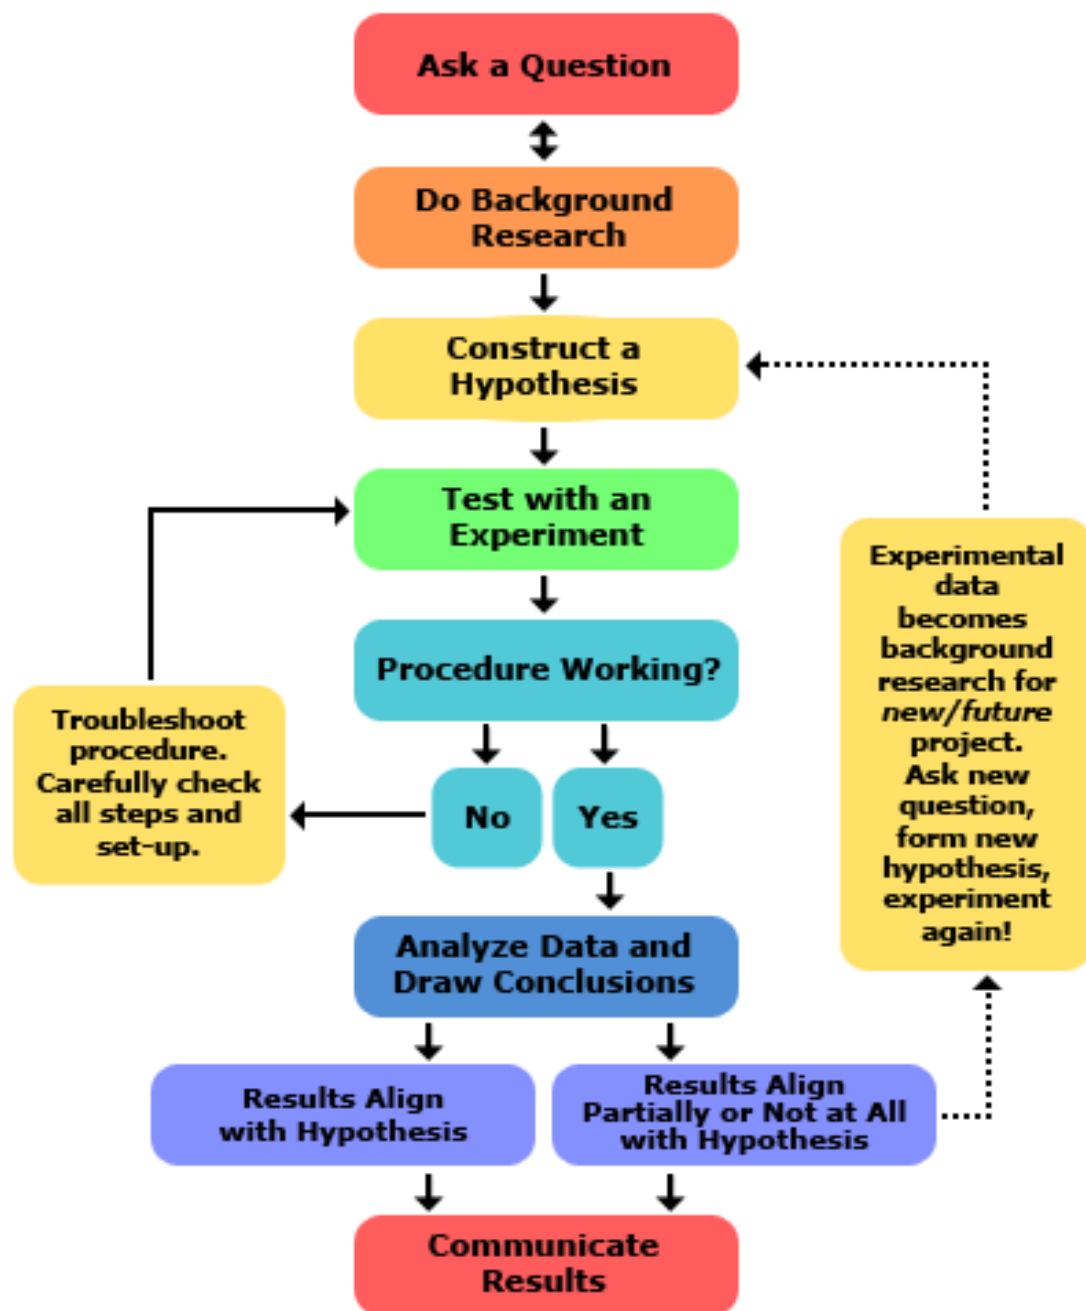 Ask a Question
Do Background
Research
Construct a
Hypothesis
Test with an
Experiment
Procedure Working?
No
Yes
Troubleshoot
procedure.
Carefully check
all steps and
set-up.
Experimental
data
becomes
background
research for
new/future
project.
Ask new
question,
form new
hypothesis,
experiment
again!
Analyze Data and
Draw Conclusions
Results Align
with Hypothesis
Results Align
Partially or Not at All
with Hypothesis
Communicate
Results